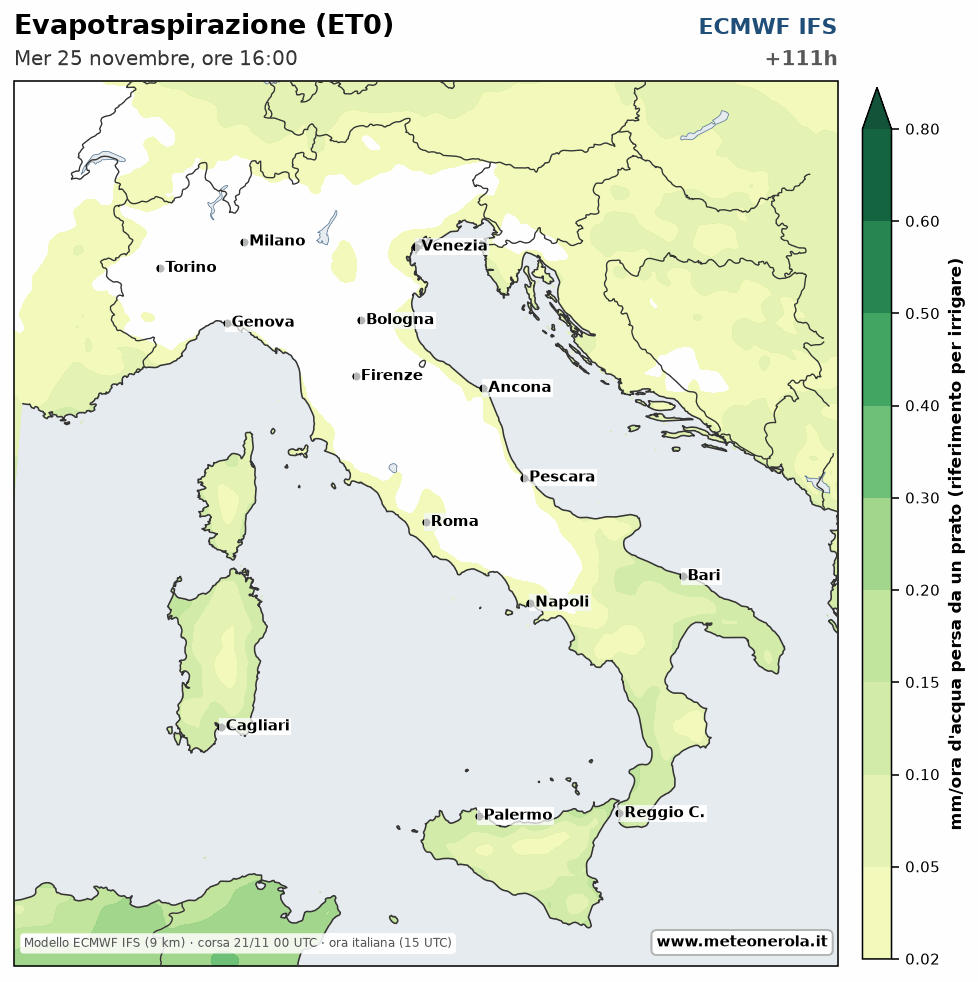 Evapotraspirazione (ET0)
ECMWF IFS
Mer 25 novembre, ore 16:00
+111h
0.80
0.60
0.50
0.40
0.30
0.20
0.15
0.10
0.05
0.02
mm/ora d'acqua persa da un prato (riferimento per irrigare)
Milano
Venezia
Torino
Genova
Bologna
Firenze
Ancona
Pescara
Roma
Bari
Napoli
Cagliari
Palermo
Reggio C.
Modello ECMWF IFS (9 km) · corsa 21/11 00 UTC · ora italiana (15 UTC)
www.meteonerola.it